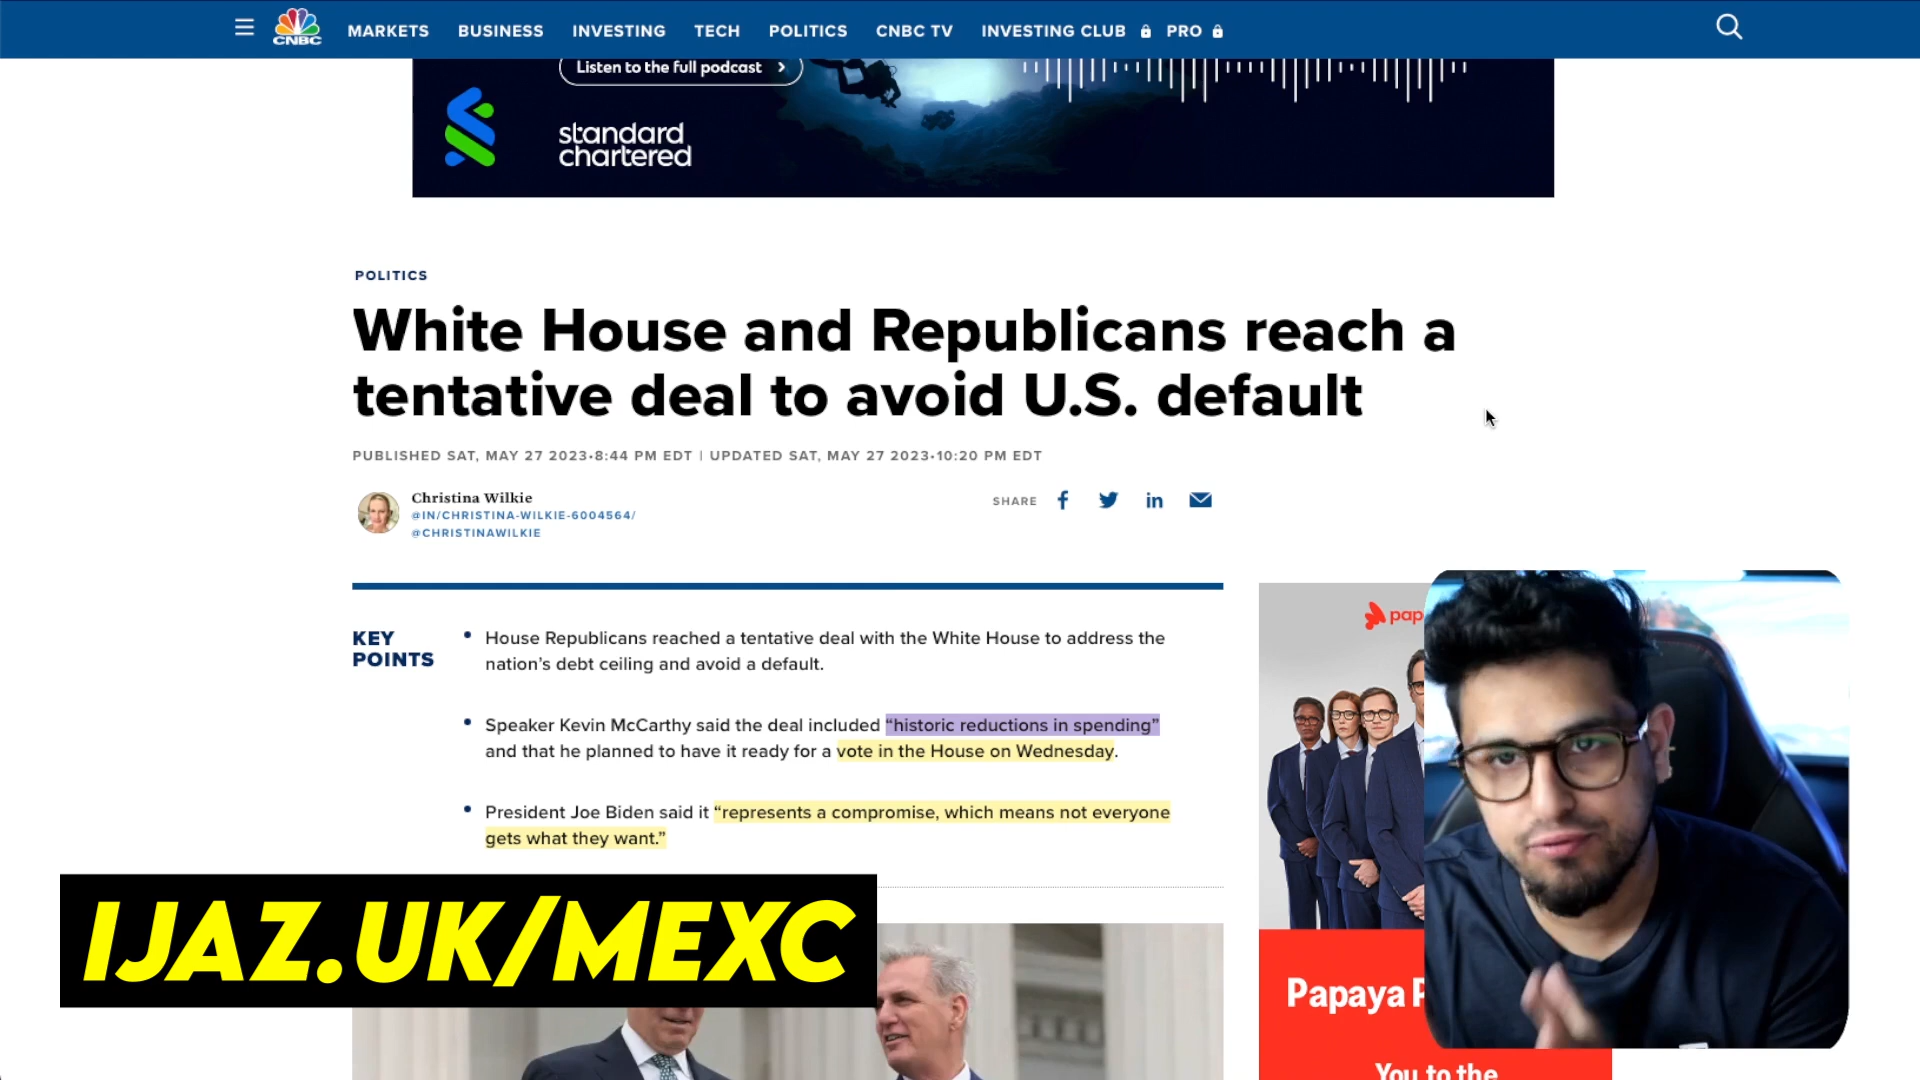 CNBC
MARKETS BUSINESS INVESTING TECH POLITICS CNBC TV INVESTING CLUB PRO
Listen to the full podcast
standard
chartered
POLITICS
White House and Republicans reach a
tentative deal to avoid U.S. default
PUBLISHED SAT, MAY 27 2023•8:44 PM EDT | UPDATED SAT, MAY 27 2023•10:20 PM EDT
Christina Wilkie
@IN/CHRISTINA-WILKIE-6004564/
@CHRISTINAWILKIE
SHARE
KEY
POINTS
House Republicans reached a tentative deal with the White House to address the
nation’s debt ceiling and avoid a default.
Speaker Kevin McCarthy said the deal included “historic reductions in spending”
and that he planned to have it ready for a vote in the House on Wednesday.
President Joe Biden said it “represents a compromise, which means not everyone
gets what they want.”
IJAZ.UK/MEXC
pap
Papaya
You to the